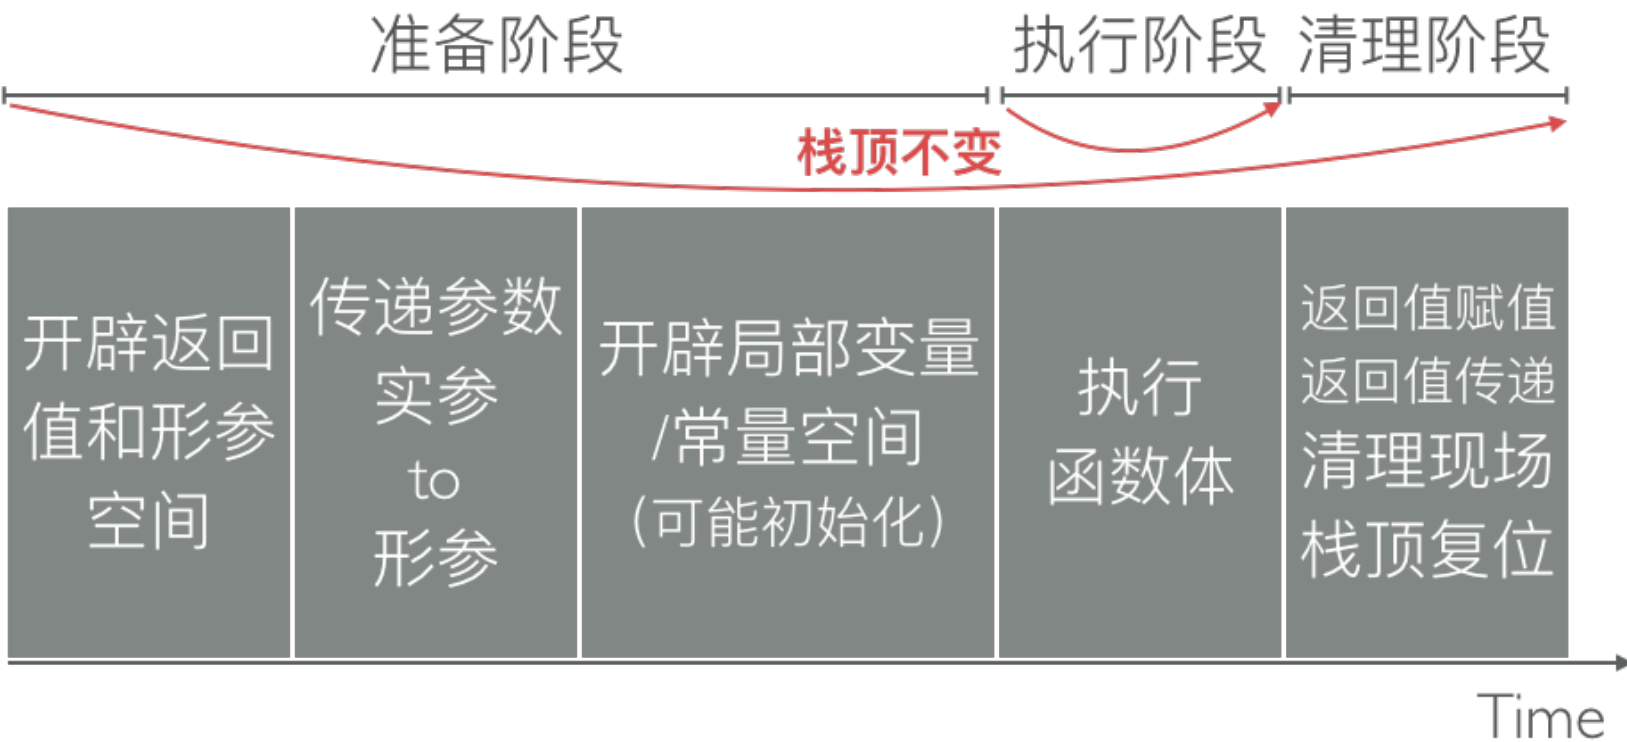 准备阶段
执行阶段
清理阶段
栈顶不变
开辟返回
值和形参
空间
传递参数
实参
to
形参
开辟局部变量
/常量空间
(可能初始化)
执行
函数体
返回值赋值
返回值传递
清理现场
栈顶复位
Time